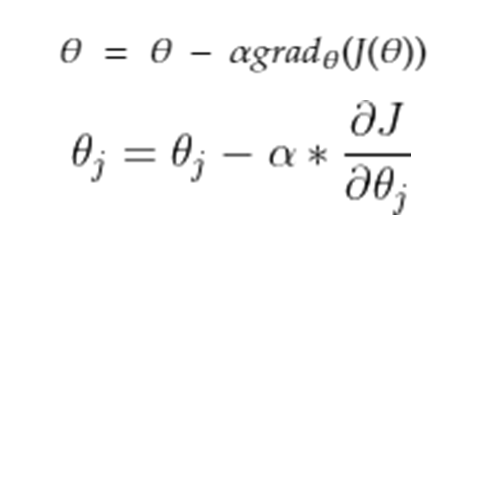 θ = θ − αgrad_θ(J(θ))
θ_j = θ_j − α * ∂J/∂θ_j